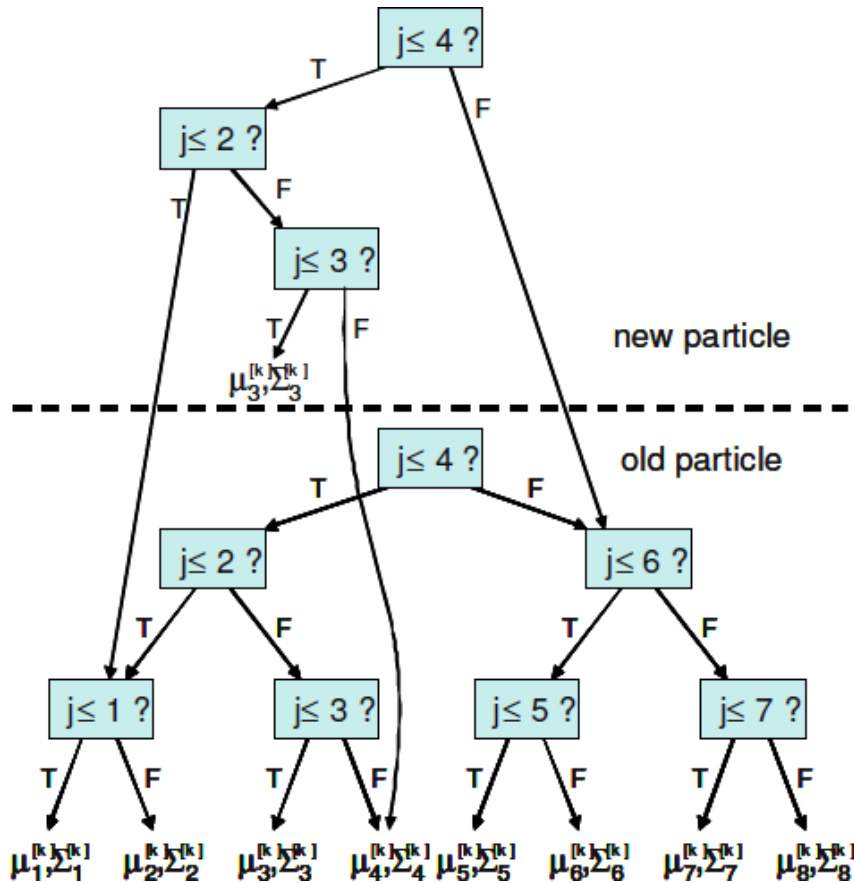 j≤ 4 ?
T
F
j≤ 2 ?
T
F
j≤ 3 ?
T
F
μ₃^[k],Σ₃^[k]
new particle
old particle
j≤ 4 ?
T
F
j≤ 2 ?
j≤ 6 ?
T
F
T
F
j≤ 1 ?
j≤ 3 ?
j≤ 5 ?
j≤ 7 ?
T
F
T
F
T
F
T
F
μ₁^[k],Σ₁^[k]
μ₂^[k],Σ₂^[k]
μ₃^[k],Σ₃^[k]
μ₄^[k],Σ₄^[k]
μ₅^[k],Σ₅^[k]
μ₆^[k],Σ₆^[k]
μ₇^[k],Σ₇^[k]
μ₈^[k],Σ₈^[k]